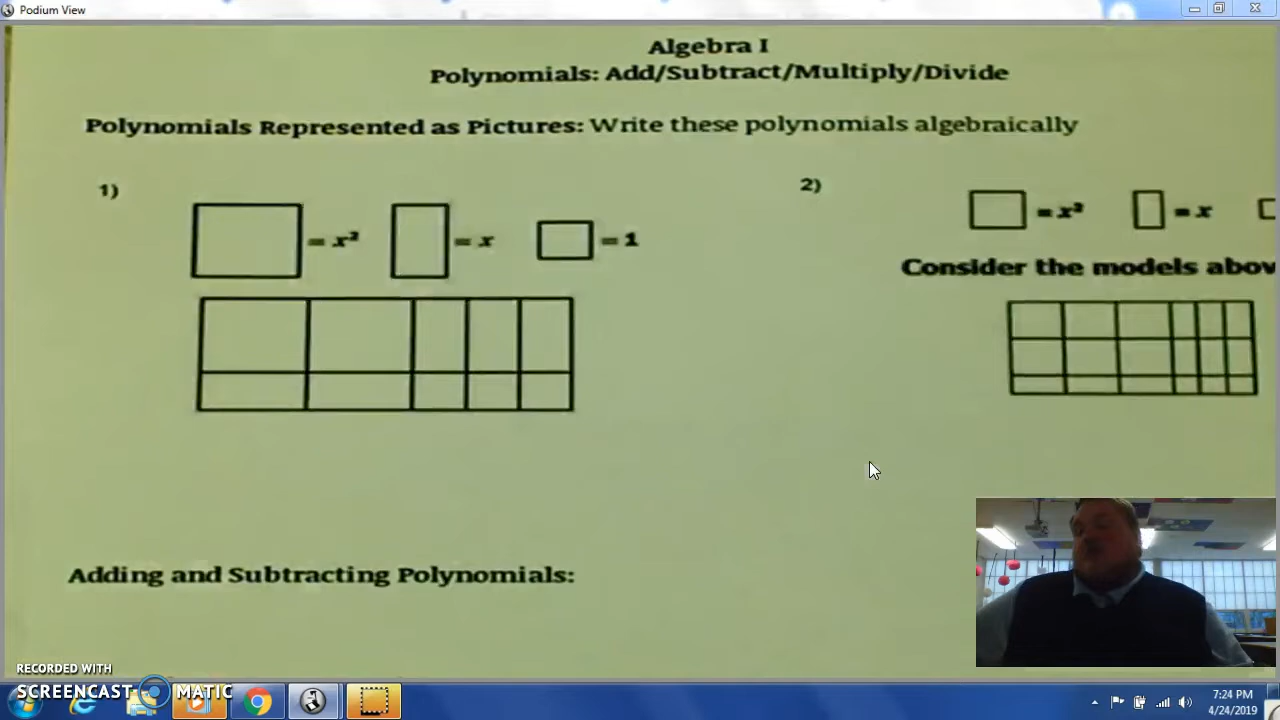 Podium View
Algebra I
Polynomials: Add/Subtract/Multiply/Divide
Polynomials Represented as Pictures: Write these polynomials algebraically
1)
= x²
= x
= 1
2)
= x²
= x
Consider the models abov
Adding and Subtracting Polynomials:
RECORDED WITH
SCREENCAST MATIC
7:24 PM
4/24/2019